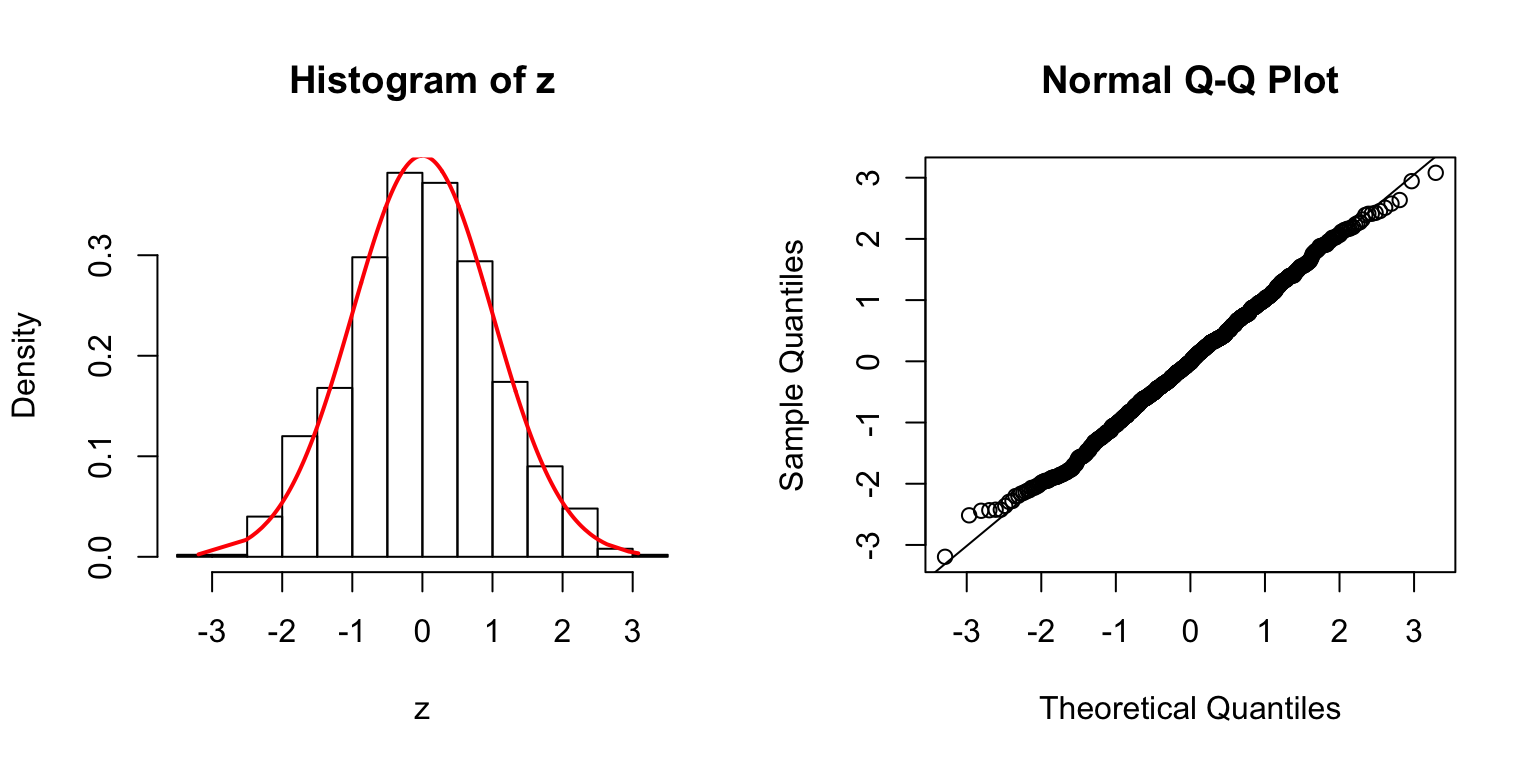 Histogram of z
Density
0.0 0.1 0.2 0.3
-3 -2 -1 0 1 2 3
z
Normal Q-Q Plot
Sample Quantiles
-3 -2 -1 0 1 2 3
-3 -2 -1 0 1 2 3
Theoretical Quantiles